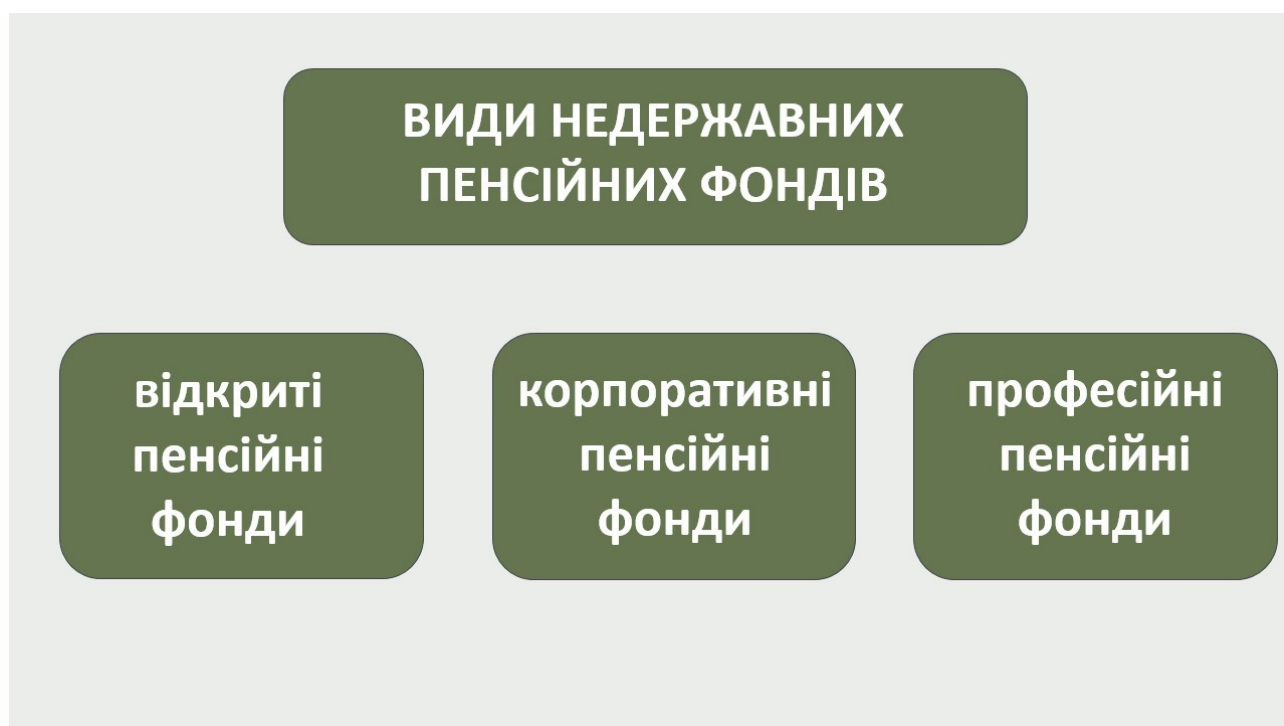 ВИДИ НЕДЕРЖАВНИХ
ПЕНСІЙНИХ ФОНДІВ
відкриті
пенсійні
фонди
корпоративні
пенсійні
фонди
професійні
пенсійні
фонди